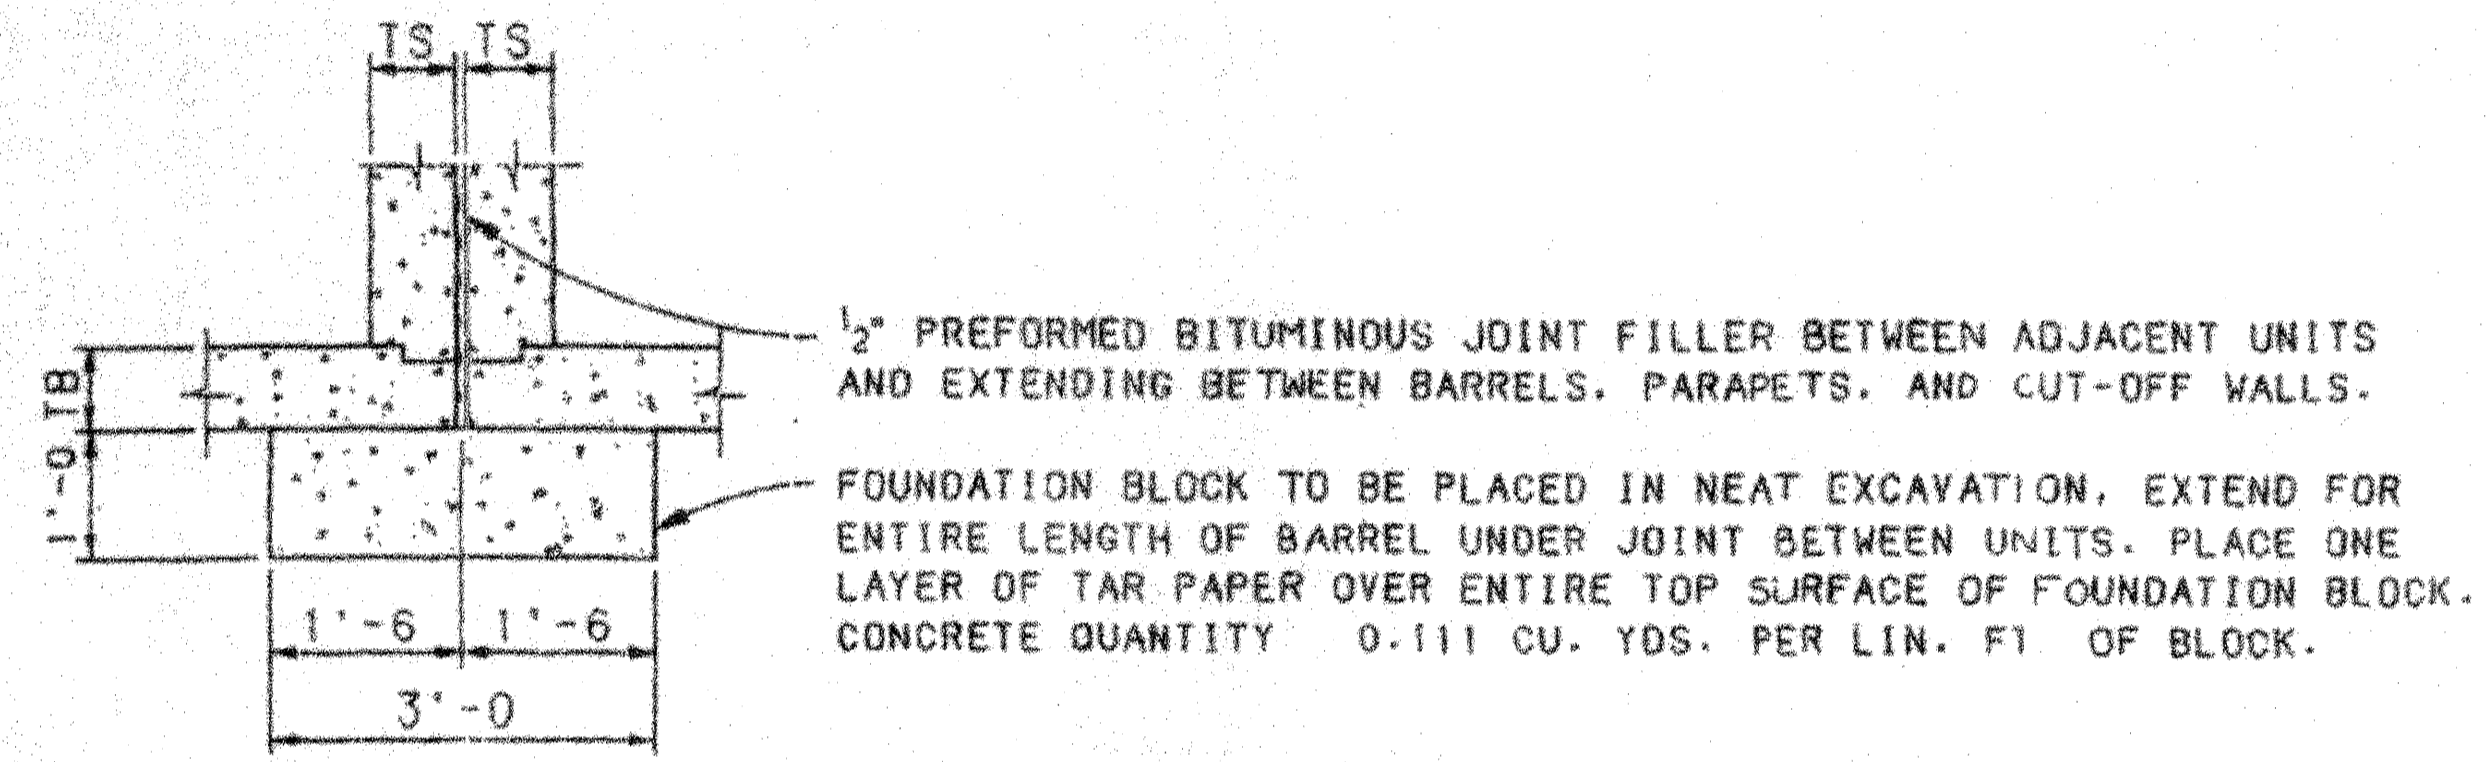 TS TS
½" PREFORMED BITUMINOUS JOINT FILLER BETWEEN ADJACENT UNITS
AND EXTENDING BETWEEN BARRELS. PARAPETS. AND CUT-OFF WALLS.
TB
1'-0
FOUNDATION BLOCK TO BE PLACED IN NEAT EXCAVATION, EXTEND FOR
ENTIRE LENGTH OF BARREL UNDER JOINT BETWEEN UNITS. PLACE ONE
LAYER OF TAR PAPER OVER ENTIRE TOP SURFACE OF FOUNDATION BLOCK.
CONCRETE QUANTITY 0.111 CU. YDS. PER LIN. FT OF BLOCK.
1'-6 1'-6
3'-0